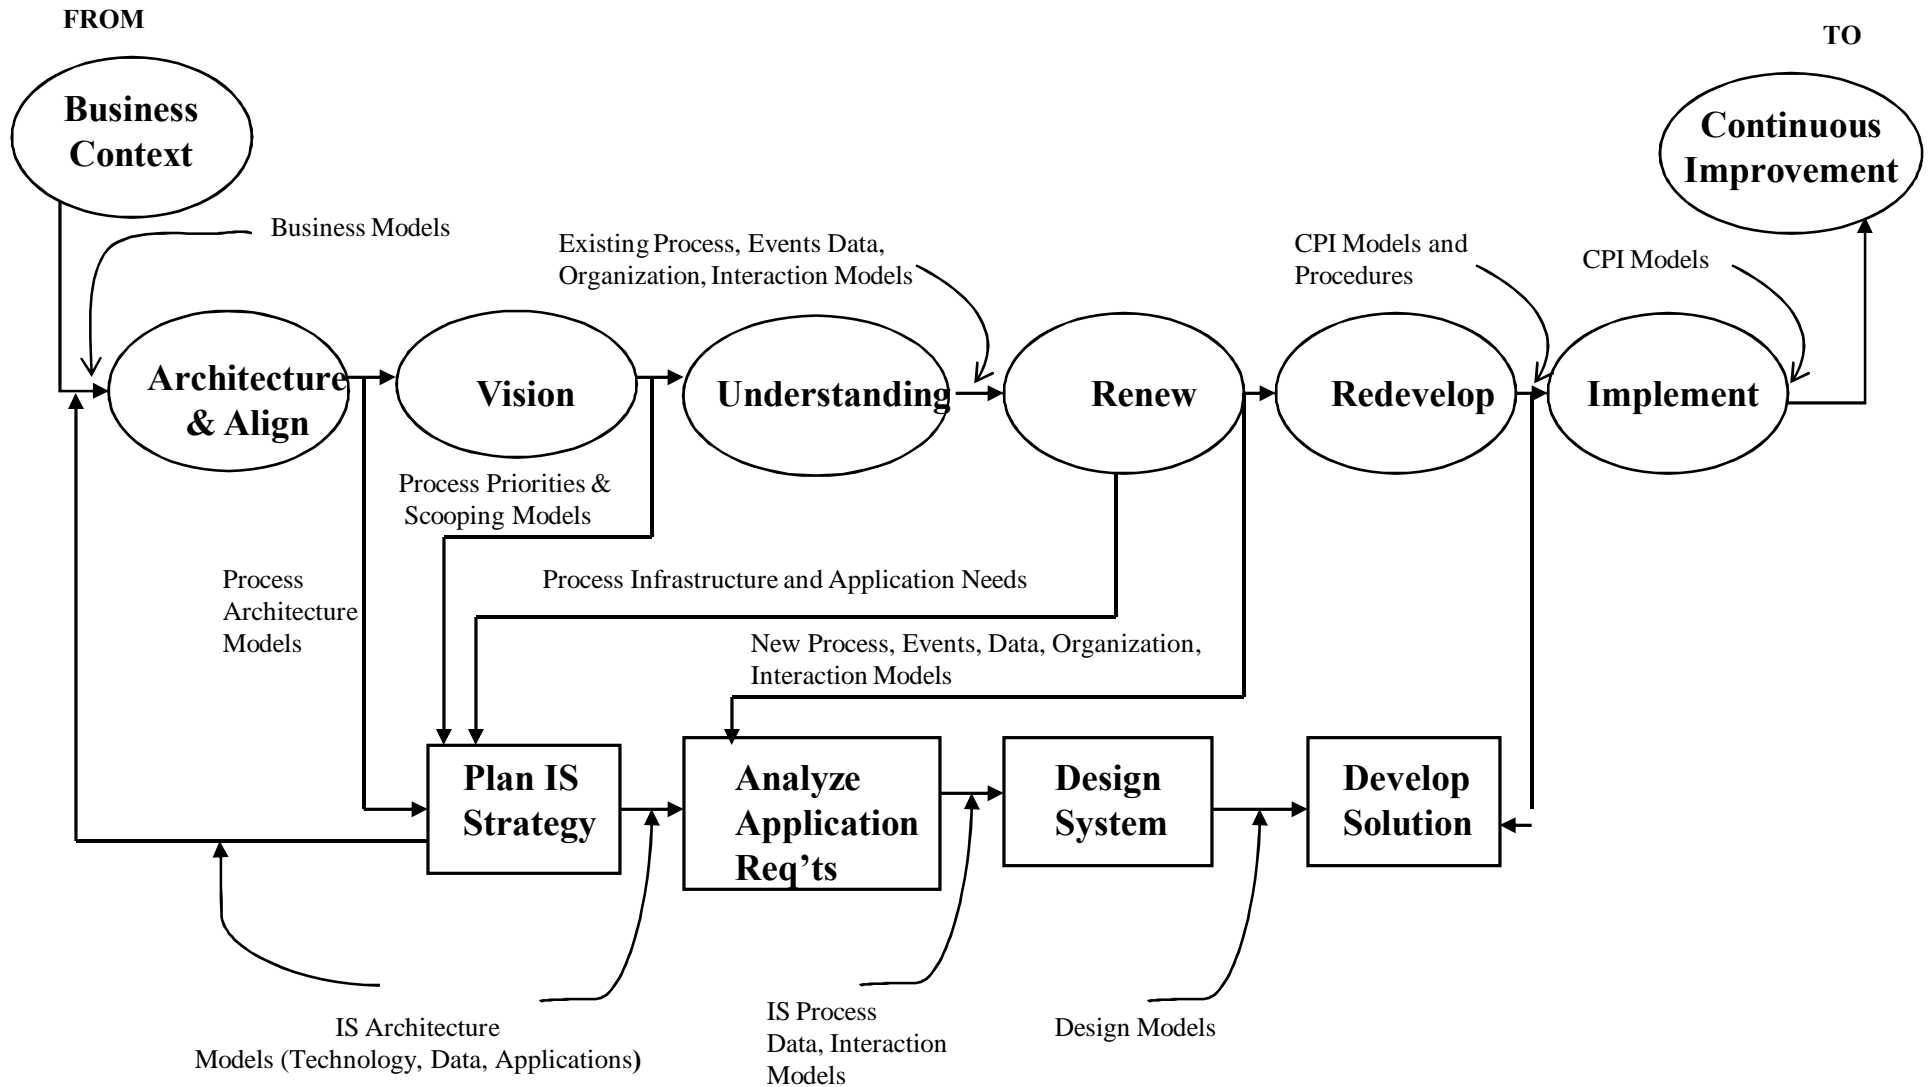 FROM
TO
Business
Context
Continuous
Improvement
Business Models
Existing Process, Events Data,
Organization, Interaction Models
CPI Models and
Procedures
CPI Models
Architecture
& Align
Vision
Understanding
Renew
Redevelop
Implement
Process Priorities &
Scooping Models
Process
Architecture
Models
Process Infrastructure and Application Needs
New Process, Events, Data, Organization,
Interaction Models
Plan IS
Strategy
Analyze
Application
Req’ts
Design
System
Develop
Solution
IS Architecture
Models (Technology, Data, Applications)
IS Process
Data, Interaction
Models
Design Models